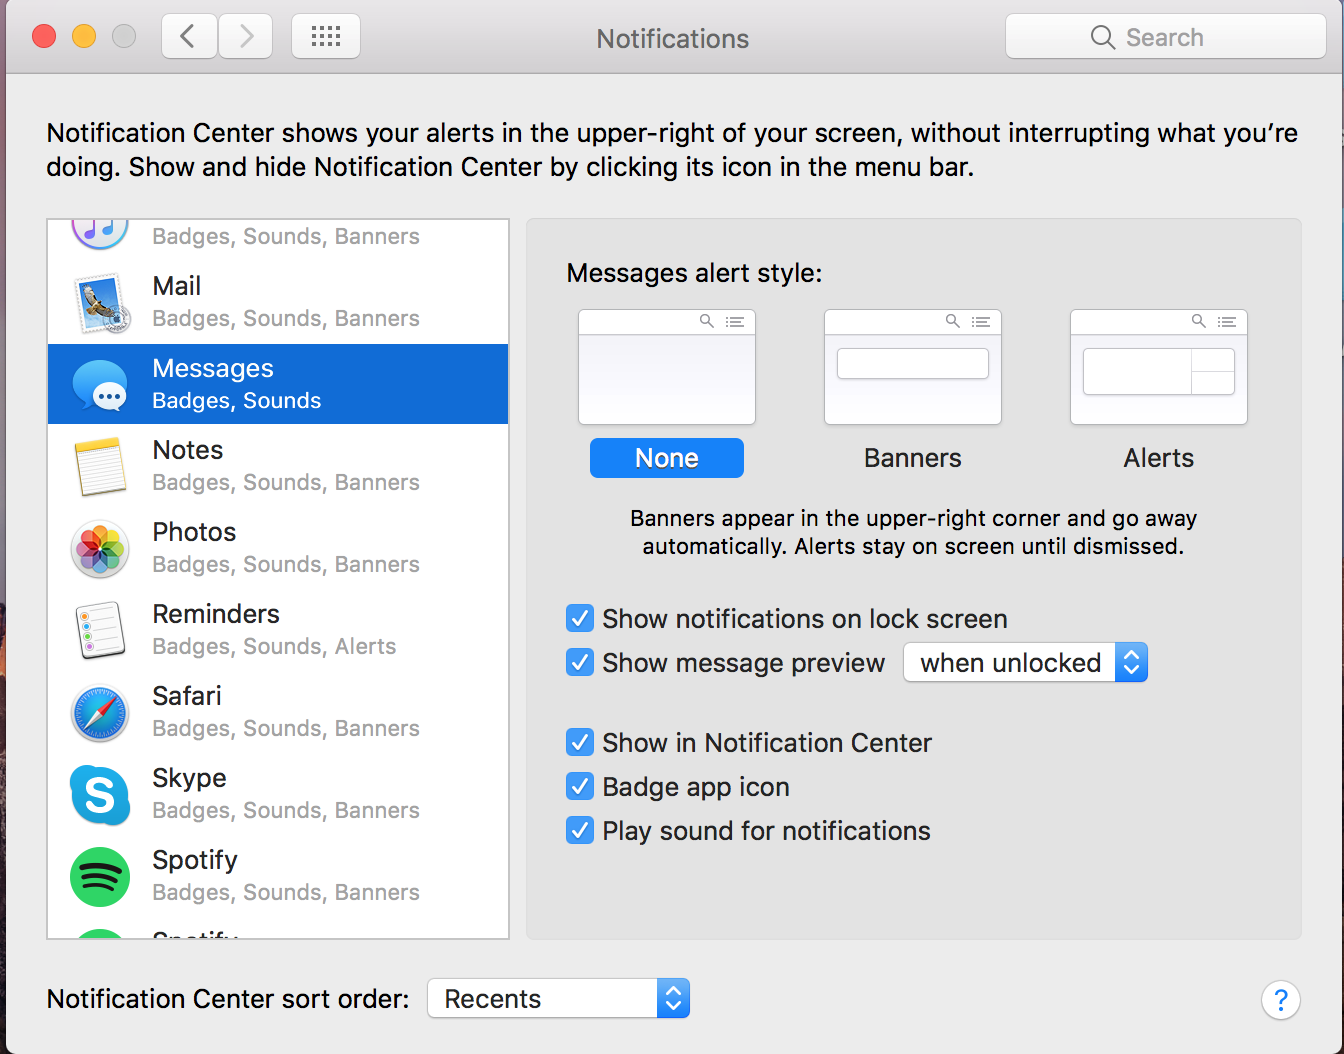 Notifications
Search
Notification Center shows your alerts in the upper-right of your screen, without interrupting what you're
doing. Show and hide Notification Center by clicking its icon in the menu bar.
Badges, Sounds, Banners
Mail
Badges, Sounds, Banners
Messages
Badges, Sounds
Notes
Badges, Sounds, Banners
Photos
Badges, Sounds, Banners
Reminders
Badges, Sounds, Alerts
Safari
Badges, Sounds, Banners
Skype
Badges, Sounds, Banners
Spotify
Badges, Sounds, Banners
Spotify
Messages alert style:
None
Banners
Alerts
Banners appear in the upper-right corner and go away
automatically. Alerts stay on screen until dismissed.
Show notifications on lock screen
Show message preview when unlocked
Show in Notification Center
Badge app icon
Play sound for notifications
Notification Center sort order: Recents
?